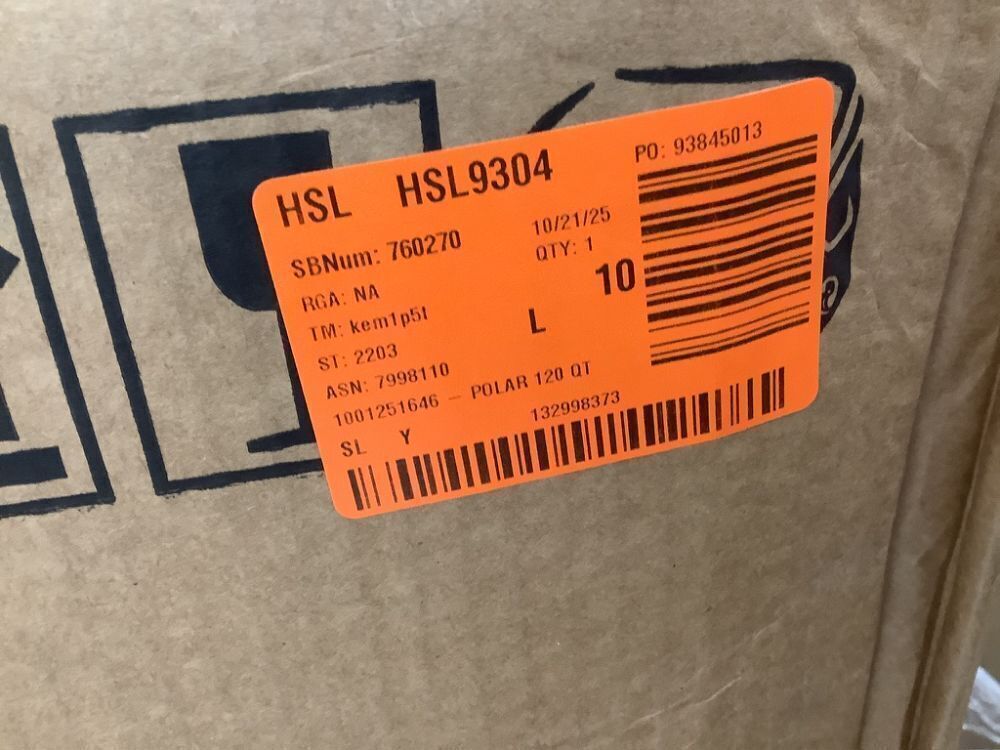 HSL HSL9304
PO: 93845013
SBNum: 760270
10/21/25
QTY: 1
RGA: NA
10
TM: kem1p5t
L
ST: 2203
ASN: 7998110
1001251646 – POLAR 120 QT
SL Y
132998373